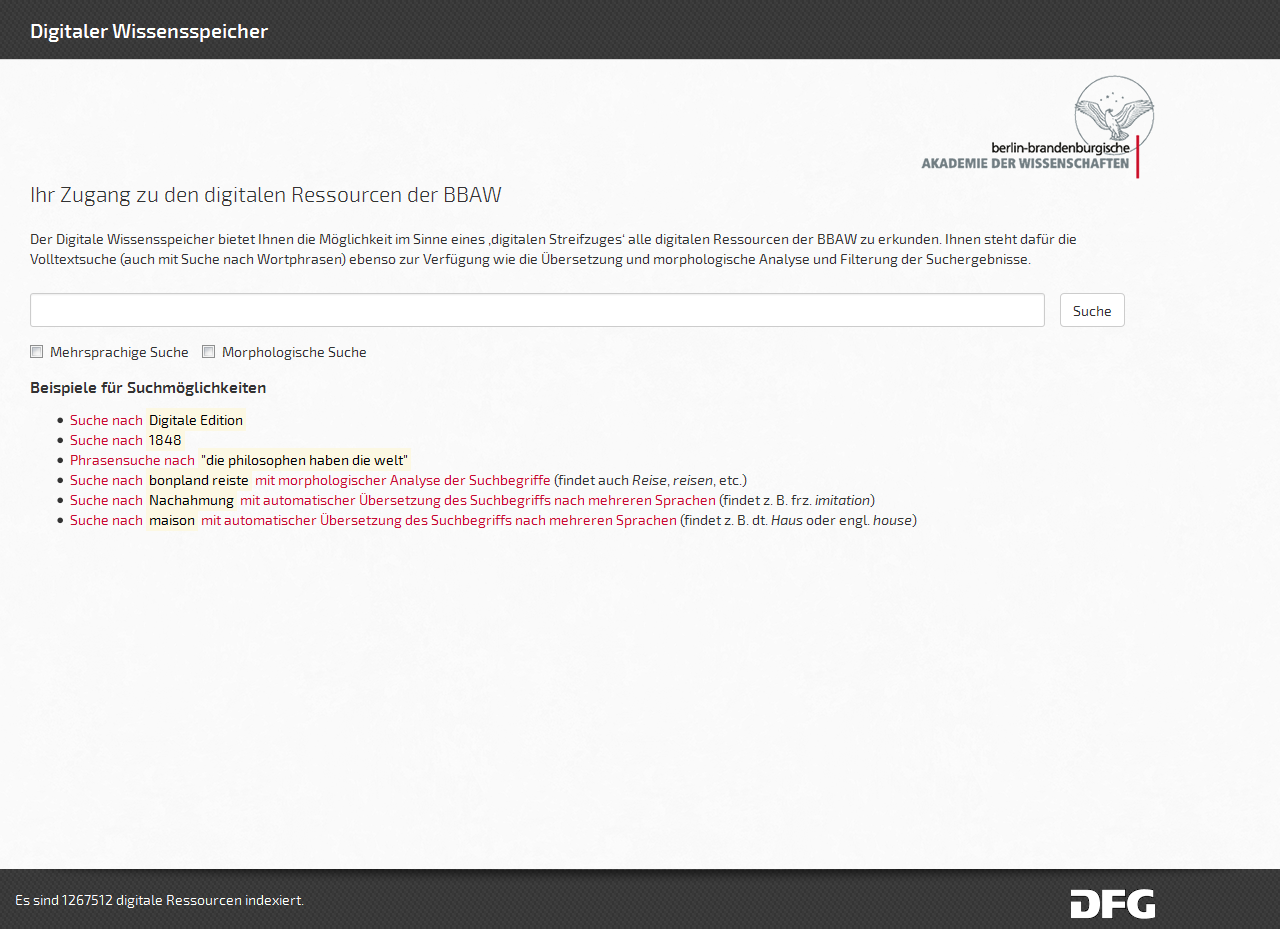 Digitaler Wissensspeicher
berlin-brandenburgische
AKADEMIE DER WISSENSCHAFTEN
Ihr Zugang zu den digitalen Ressourcen der BBAW
Der Digitale Wissensspeicher bietet Ihnen die Möglichkeit im Sinne eines ‚digitalen Streifzuges‘ alle digitalen Ressourcen der BBAW zu erkunden. Ihnen steht dafür die
Volltextsuche (auch mit Suche nach Wortphrasen) ebenso zur Verfügung wie die Übersetzung und morphologische Analyse und Filterung der Suchergebnisse.
Suche
Mehrsprachige Suche Morphologische Suche
Beispiele für Suchmöglichkeiten
• Suche nach Digitale Edition
• Suche nach 1848
• Phrasensuche nach "die philosophen haben die welt"
• Suche nach bonpland reiste mit morphologischer Analyse der Suchbegriffe (findet auch Reise, reisen, etc.)
• Suche nach Nachahmung mit automatischer Übersetzung des Suchbegriffs nach mehreren Sprachen (findet z. B. frz. imitation)
• Suche nach maison mit automatischer Übersetzung des Suchbegriffs nach mehreren Sprachen (findet z. B. dt. Haus oder engl. house)
Es sind 1267512 digitale Ressourcen indexiert.
DFG